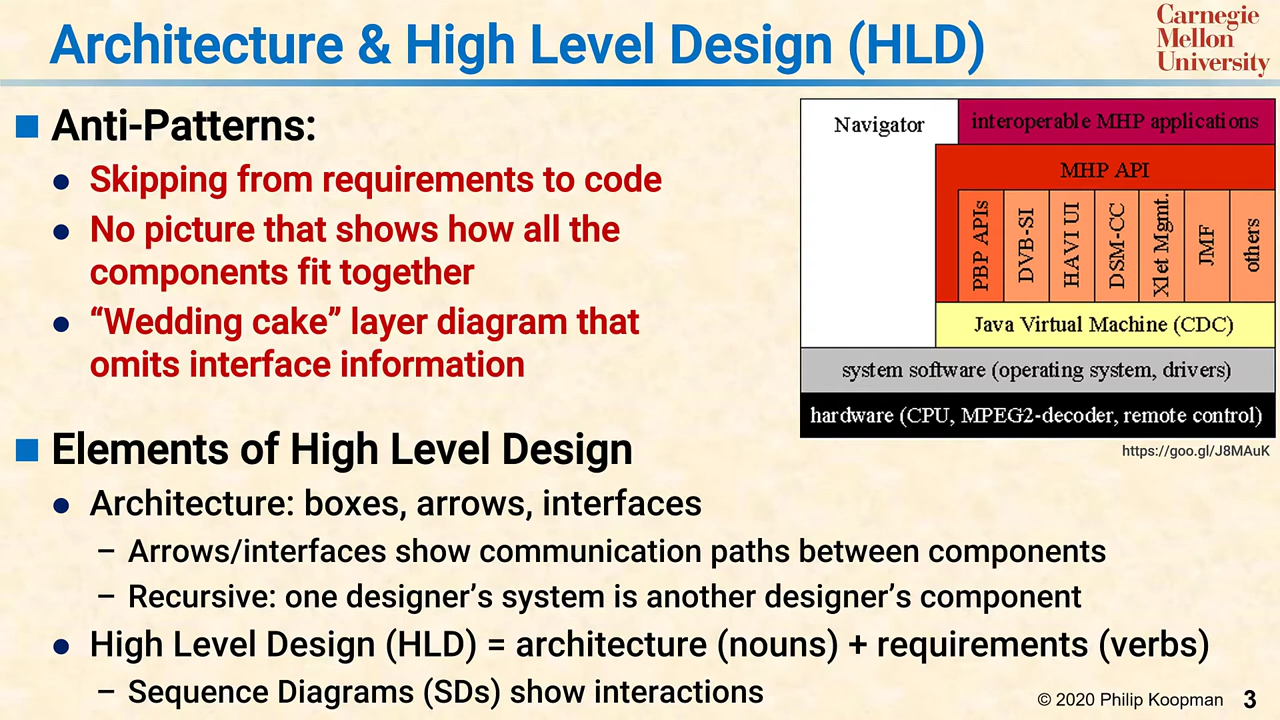 Architecture & High Level Design (HLD)
Carnegie
Mellon
University
Anti-Patterns:
Skipping from requirements to code
No picture that shows how all the
components fit together
“Wedding cake” layer diagram that
omits interface information
Navigator
interoperable MHP applications
MHP API
PBP APIs
DVB-SI
HAVI UI
DSM-CC
Xlet Mgmt.
JMF
others
Java Virtual Machine (CDC)
system software (operating system, drivers)
hardware (CPU, MPEG2-decoder, remote control)
https://goo.gl/J8MAuK
Elements of High Level Design
Architecture: boxes, arrows, interfaces
– Arrows/interfaces show communication paths between components
– Recursive: one designer’s system is another designer’s component
High Level Design (HLD) = architecture (nouns) + requirements (verbs)
– Sequence Diagrams (SDs) show interactions
© 2020 Philip Koopman 3